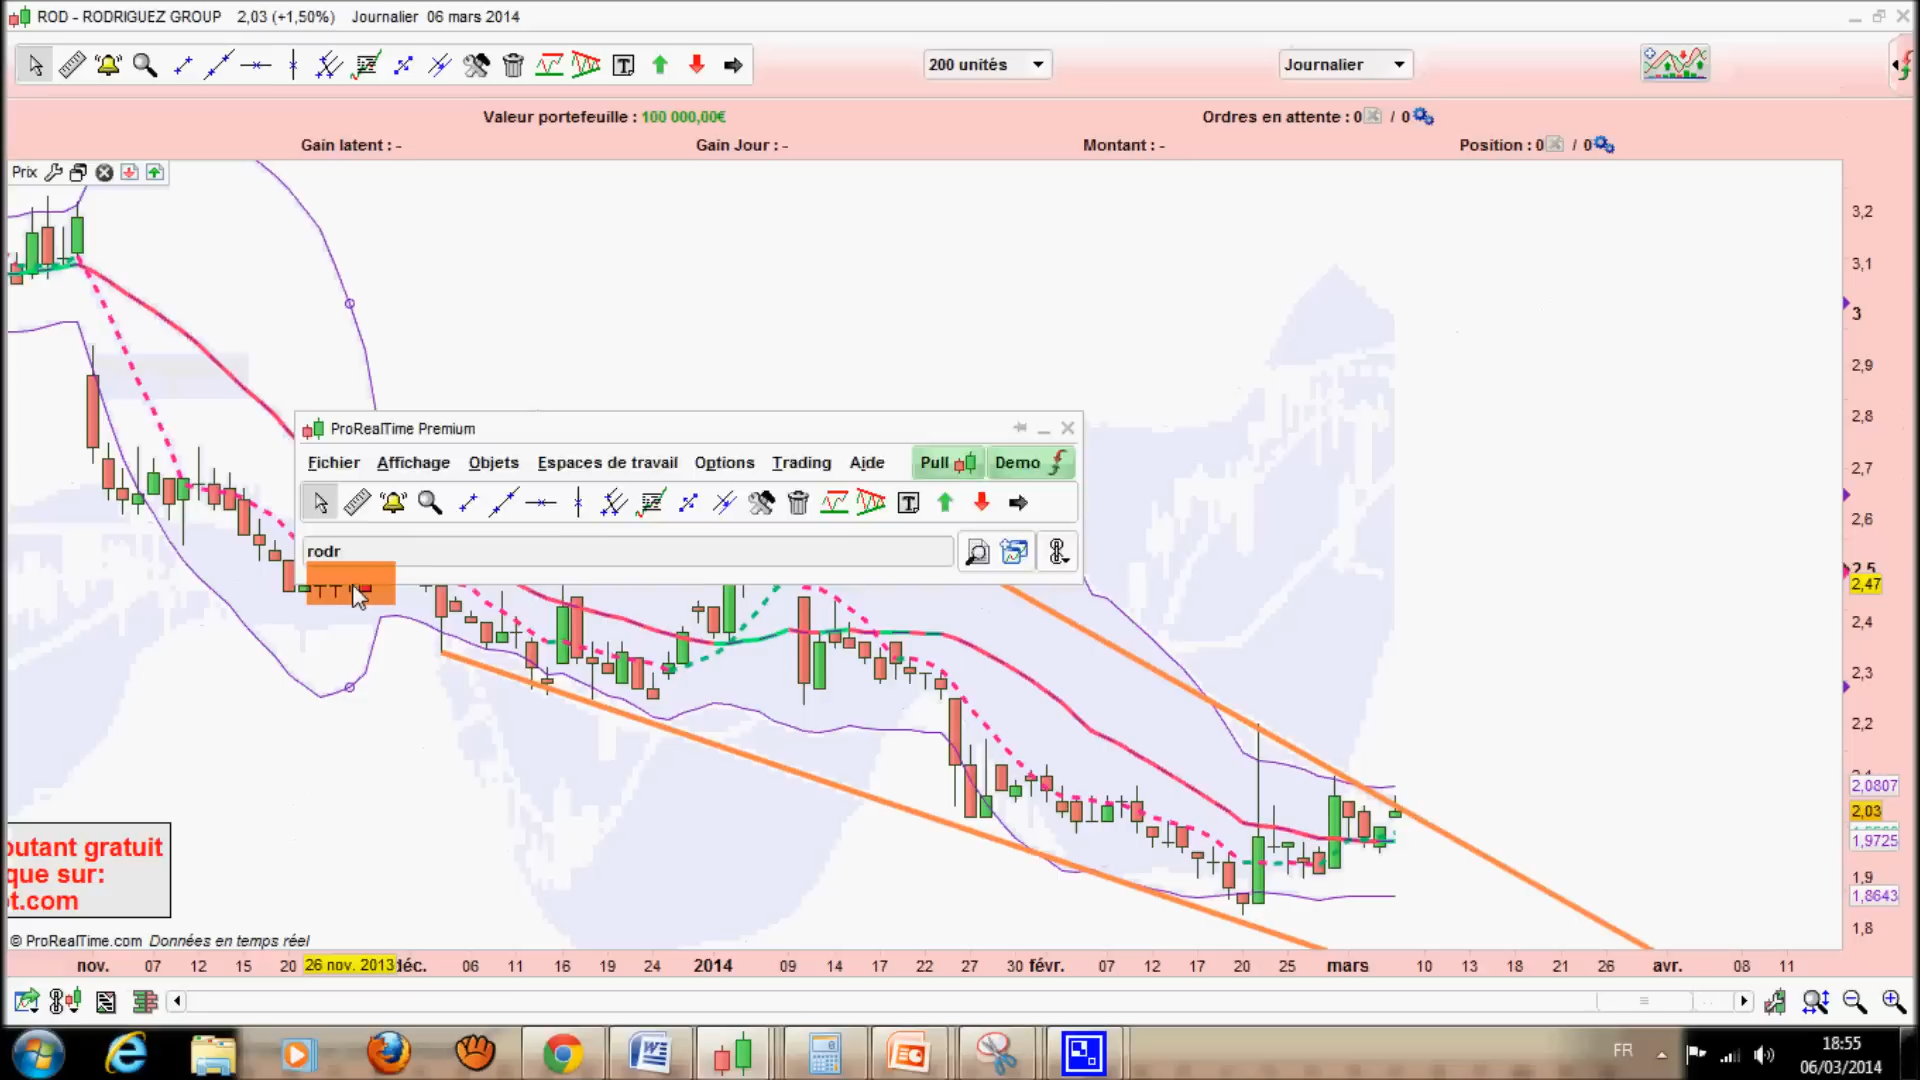 ROD - RODRIGUEZ GROUP 2,03 (+1,50%) Journalier 06 mars 2014
200 unités
Journalier
Valeur portefeuille : 100 000,00€
Ordres en attente : 0 / 0
Gain latent : -
Gain Jour : -
Montant : -
Position : 0 / 0
Prix
3,2
3,1
3
2,9
2,8
2,7
2,6
2,5
2,47
2,4
2,3
2,2
2,1
2,0807
2,03
1,9725
1,9
1,8643
1,8
ProRealTime Premium
Fichier Affichage Objets Espaces de travail Options Trading Aide Pull Demo
rodr
outant gratuit
que sur:
t.com
© ProRealTime.com Données en temps réel
nov. 07 12 15 20 26 nov. 2013 déc. 06 11 16 19 24 2014 09 14 17 22 27 30 févr. 07 12 17 20 25 mars 10 13 18 21 26 avr. 08 11
FR
18:55
06/03/2014